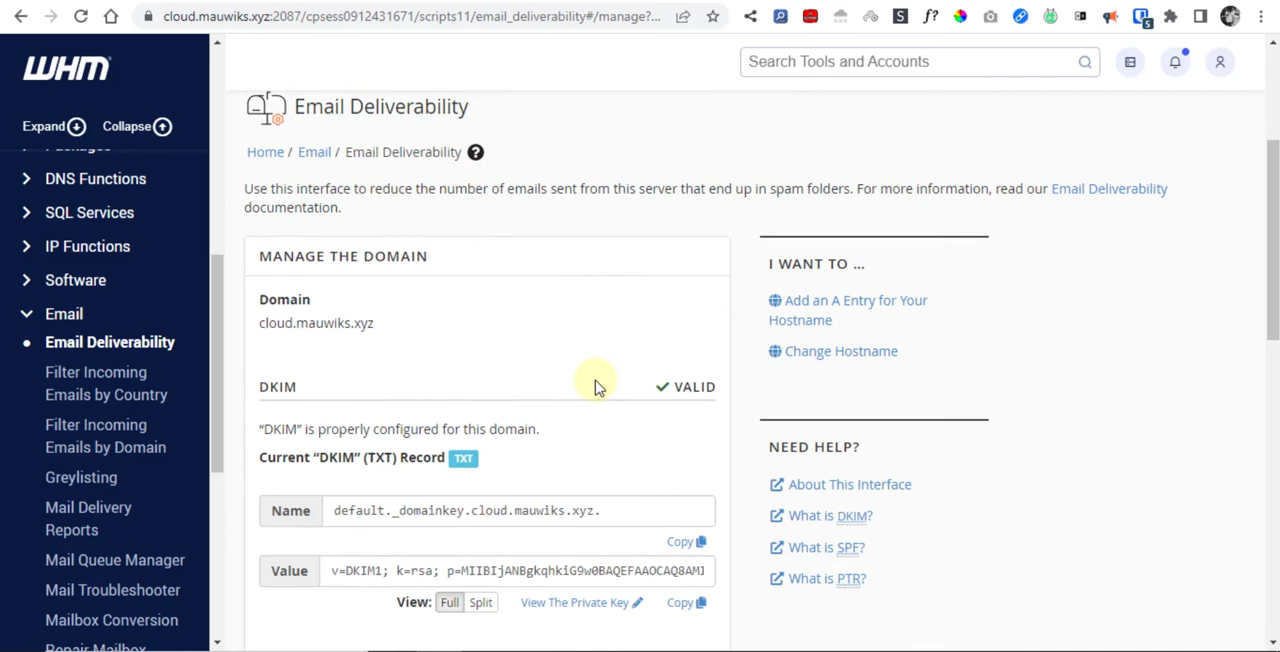 cloud.mauwiks.xyz:2087/cpsess0912431671/scripts11/email_deliverability#/manage?...
S
f?
5
WHM
Search Tools and Accounts
Expand
Collapse
Packages
DNS Functions
SQL Services
IP Functions
Software
Email
Email Deliverability
Filter Incoming
Emails by Country
Filter Incoming
Emails by Domain
Greylisting
Mail Delivery
Reports
Mail Queue Manager
Mail Troubleshooter
Mailbox Conversion
Repair Mailbox
Email Deliverability
Home / Email / Email Deliverability ?
Use this interface to reduce the number of emails sent from this server that end up in spam folders. For more information, read our Email Deliverability
documentation.
MANAGE THE DOMAIN
Domain
cloud.mauwiks.xyz
DKIM VALID
“DKIM” is properly configured for this domain.
Current “DKIM” (TXT) Record TXT
Name default._domainkey.cloud.mauwiks.xyz.
Copy
Value v=DKIM1; k=rsa; p=MIIBIjANBgkqhkiG9w0BAQEFAAOCAQ8AMI
View: Full Split View The Private Key Copy
I WANT TO ...
Add an A Entry for Your
Hostname
Change Hostname
NEED HELP?
About This Interface
What is DKIM?
What is SPF?
What is PTR?